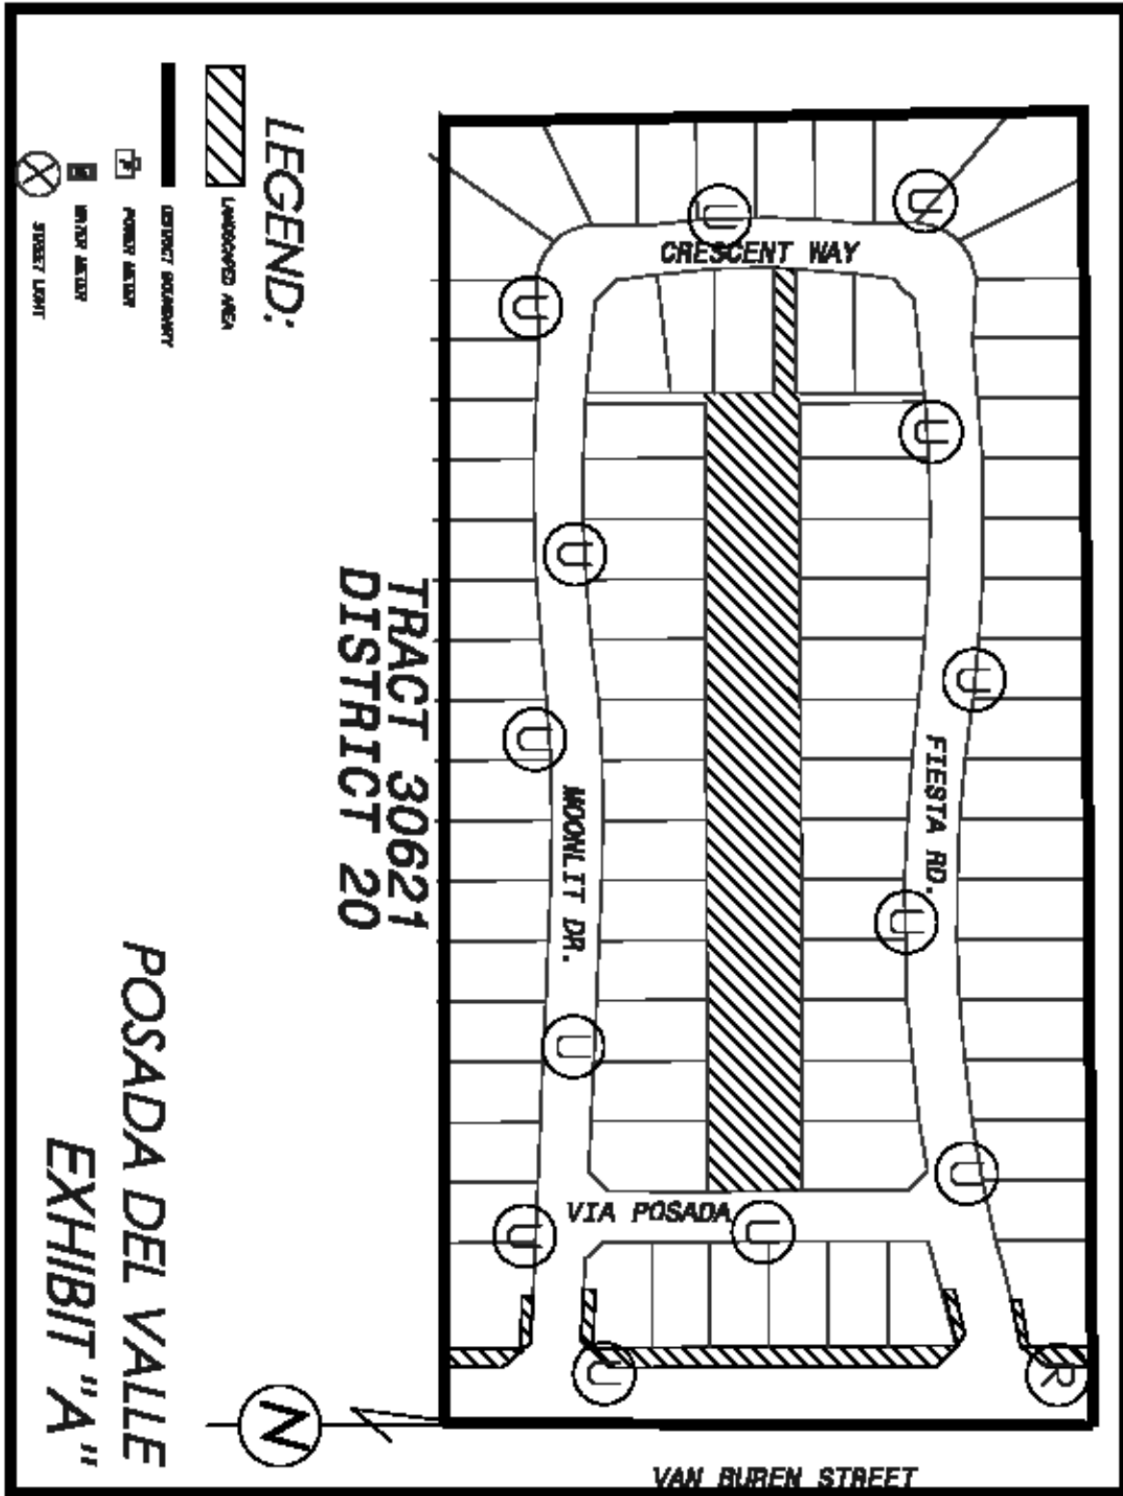 LEGEND:
LANDSCAPED AREA
DISTRICT BOUNDARY
P
POWER METER
WATER METER
STREET LIGHT
CRESCENT WAY
U
U
U
U
U
U
U
U
U
U
U
U
U
R
FIESTA RD.
MOONLIT DR.
VIA POSADA
VAN BUREN STREET
TRACT 30621
DISTRICT 20
N
POSADA DEL VALLE
EXHIBIT "A"